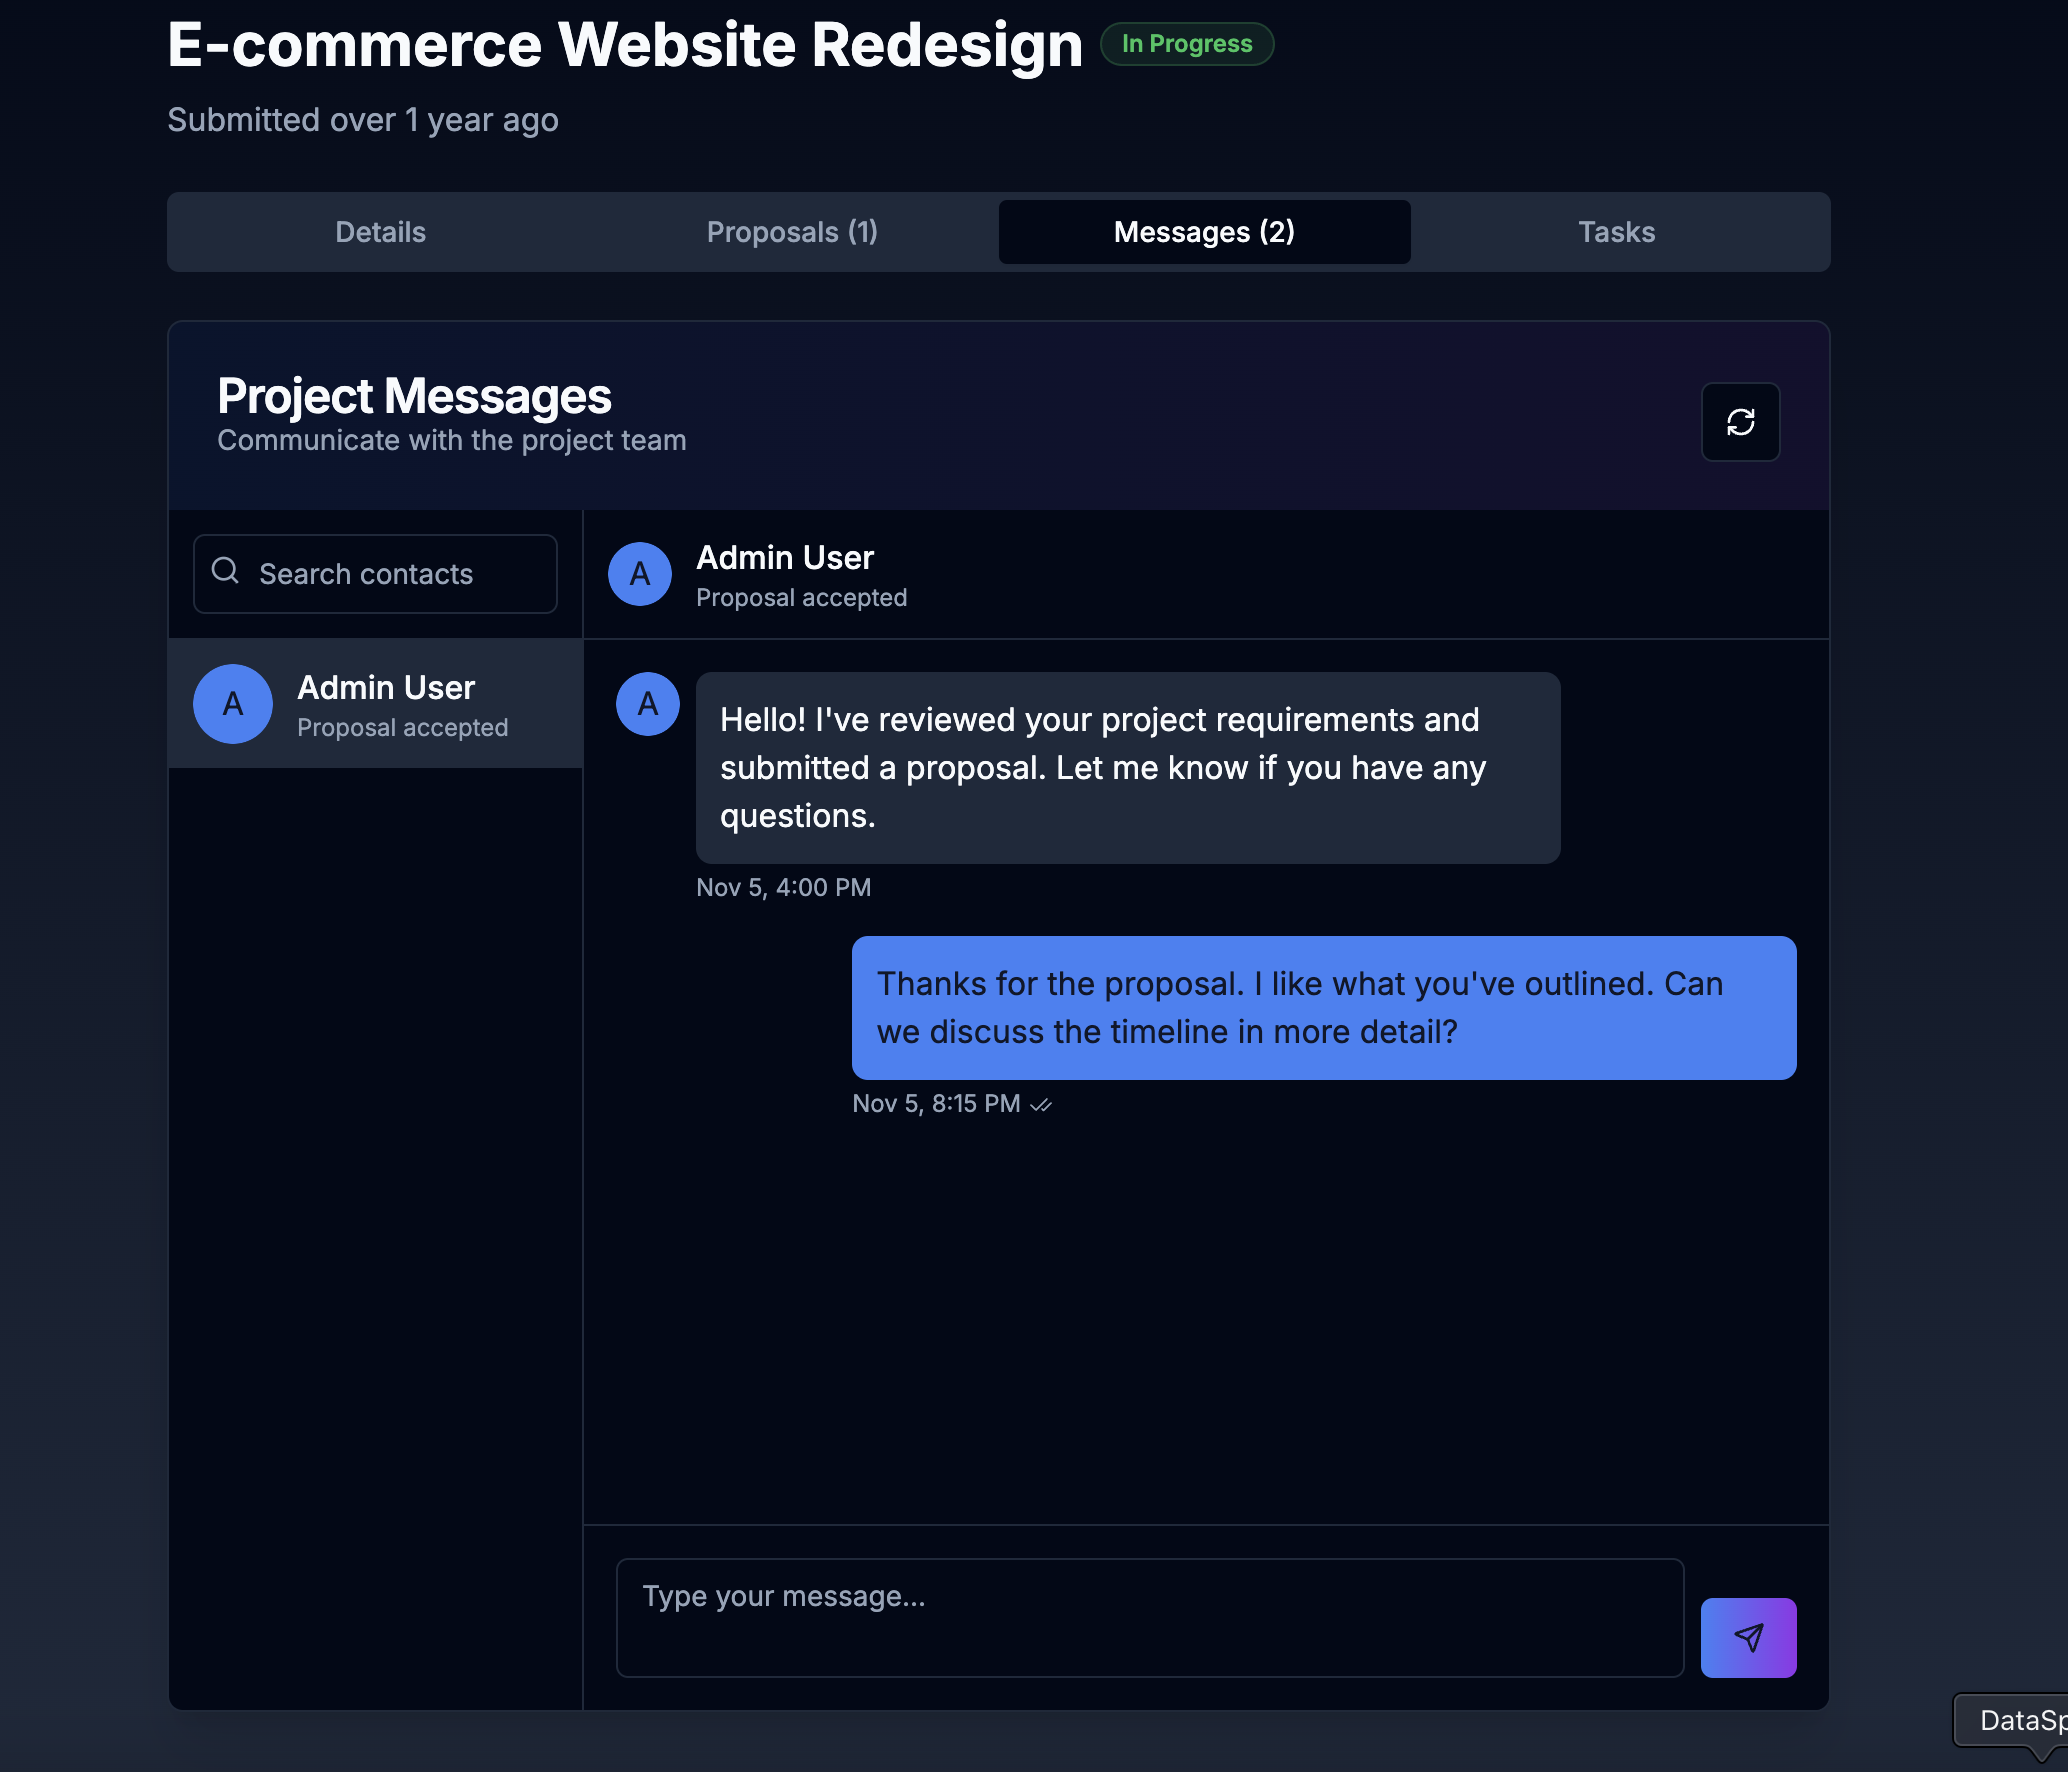 E-commerce Website Redesign
In Progress
Submitted over 1 year ago
Details
Proposals (1)
Messages (2)
Tasks
Project Messages
Communicate with the project team
Search contacts
A
Admin User
Proposal accepted
A
Admin User
Proposal accepted
A
Hello! I've reviewed your project requirements and
submitted a proposal. Let me know if you have any
questions.
Nov 5, 4:00 PM
Thanks for the proposal. I like what you've outlined. Can
we discuss the timeline in more detail?
Nov 5, 8:15 PM
Type your message...